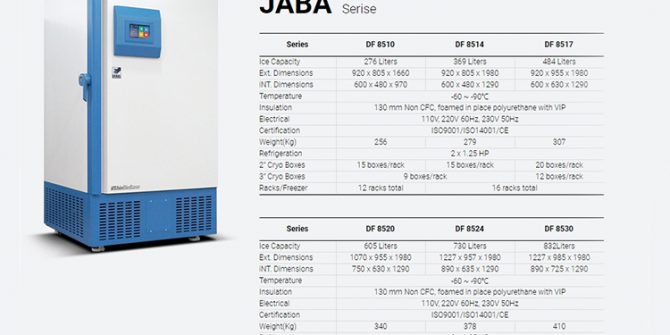 JABA Serise
Series DF 8510 DF 8514 DF 8517
Ice Capacity 276 Liters 369 Liters 484 Liters
Ext. Dimensions 920 x 805 x 1660 920 x 805 x 1980 920 x 955 x 1980
INT. Dimensions 600 x 480 x 970 600 x 480 x 1290 600 x 630 x 1290
Temperature -60 ~ -90℃
Insulation 130 mm Non CFC, foamed in place polyurethane with VIP
Electrical 110V, 220V 60Hz, 230V 50Hz
Certification ISO9001/ISO14001/CE
Weight(Kg) 256 279 307
Refrigeration 2 x 1.25 HP
2" Cryo Boxes 15 boxes/rack 15 boxes/rack 20 boxes/rack
3" Cryo Boxes 9 boxes/rack 12 boxes/rack
Racks/Freezer 12 racks total 16 racks total
Series DF 8520 DF 8524 DF 8530
Ice Capacity 605 Liters 730 Liters 832Liters
Ext. Dimensions 1070 x 955 x 1980 1227 x 957 x 1980 1227 x 985 x 1980
INT. Dimensions 750 x 630 x 1290 890 x 635 x 1290 890 x 725 x 1290
Temperature -60 ~ -90℃
Insulation 130 mm Non CFC, foamed in place polyurethane with VIP
Electrical 110V, 220V 60Hz, 230V 50Hz
Certification ISO9001/ISO14001/CE
Weight(Kg) 340 378 410